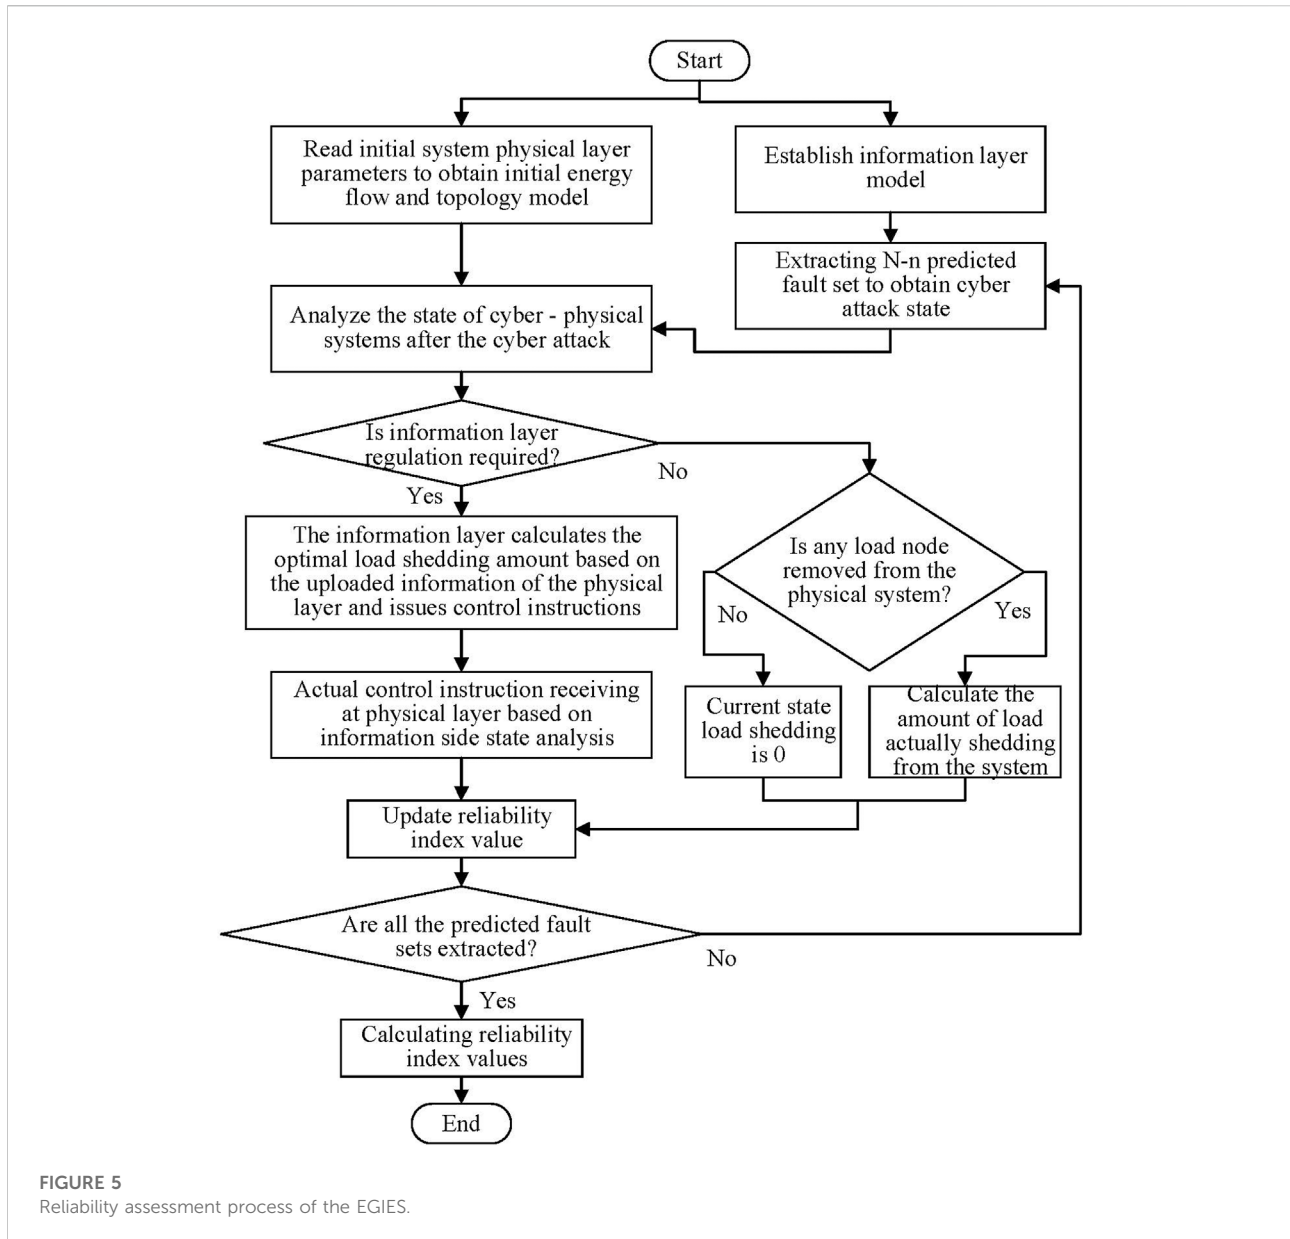 Start
Read initial system physical layer
parameters to obtain initial energy
flow and topology model
Establish information layer
model
Extracting N-n predicted
fault set to obtain cyber
attack state
Analyze the state of cyber - physical
systems after the cyber attack
Is information layer
regulation required?
No
Yes
The information layer calculates the
optimal load shedding amount based on
the uploaded information of the physical
layer and issues control instructions
Is any load node
removed from the
physical system?
No
Yes
Actual control instruction receiving
at physical layer based on
information side state analysis
Current state
load shedding
is 0
Calculate the
amount of load
actually shedding
from the system
Update reliability
index value
Are all the predicted fault
sets extracted?
No
Yes
Calculating reliability
index values
End
FIGURE 5
Reliability assessment process of the EGIES.